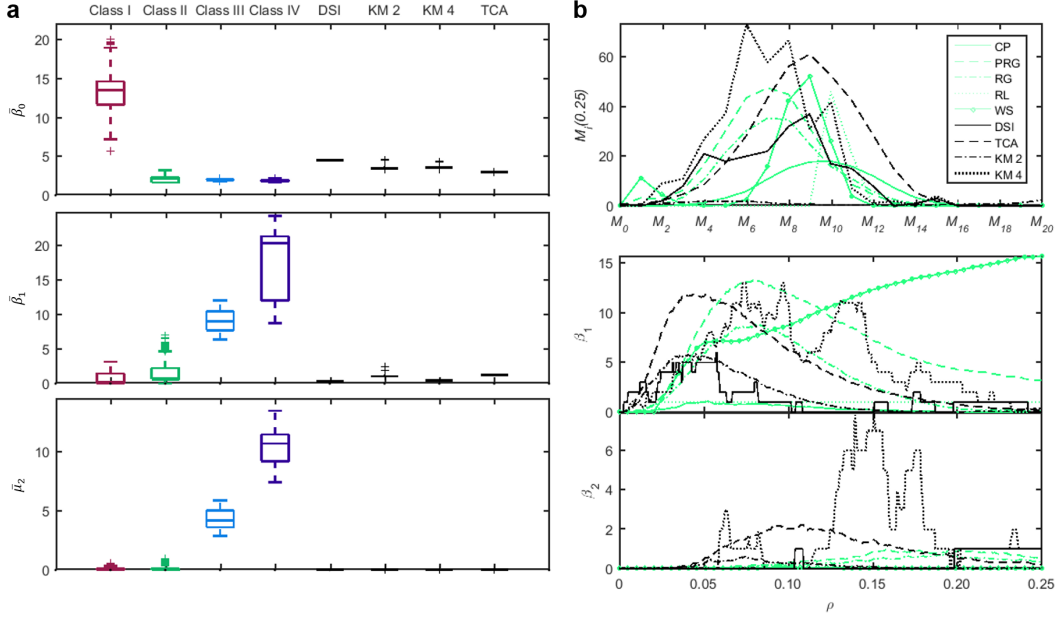 a
Class I Class II Class III Class IV DSI KM 2 KM 4 TCA
20
15
10
5
0
β̄₀
20
15
10
5
0
β̄₁
10
5
0
μ̄₂
b
60
40
20
0
Mᵢ(0.25)
CP
PRG
RG
RL
WS
DSI
TCA
KM 2
KM 4
M₀ M₂ M₄ M₆ M₈ M₁₀ M₁₂ M₁₄ M₁₆ M₁₈ M₂₀
15
10
5
0
β₁
6
4
2
0
β₂
0 0.05 0.10 0.15 0.20 0.25
ρ